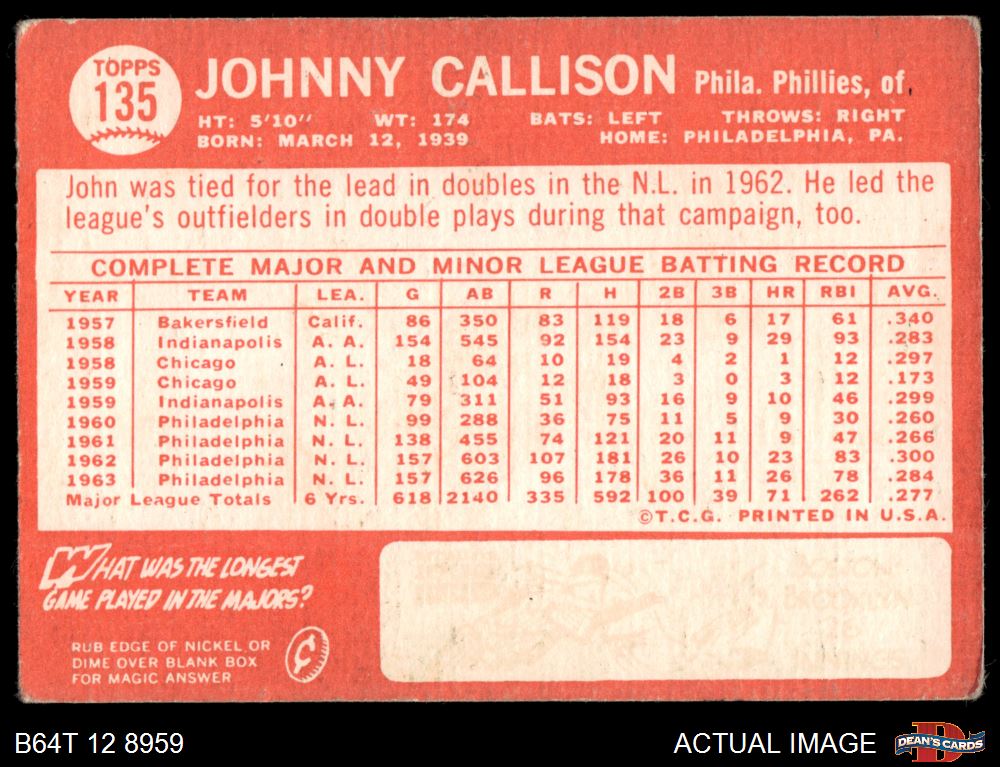 TOPPS
135
JOHNNY CALLISON Phila. Phillies, of
HT: 5'10" WT: 174 BATS: LEFT THROWS: RIGHT
BORN: MARCH 12, 1939 HOME: PHILADELPHIA, PA.
John was tied for the lead in doubles in the N.L. in 1962. He led the
league's outfielders in double plays during that campaign, too.
COMPLETE MAJOR AND MINOR LEAGUE BATTING RECORD
YEAR TEAM LEA. G AB R H 2B 3B HR RBI AVG.
1957 Bakersfield Calif. 86 350 83 119 18 6 17 61 .340
1958 Indianapolis A. A. 154 545 92 154 23 9 29 93 .283
1958 Chicago A. L. 18 64 10 19 4 2 1 12 .297
1959 Chicago A. L. 49 104 12 18 3 0 3 12 .173
1959 Indianapolis A. A. 79 311 51 93 16 9 10 46 .299
1960 Philadelphia N. L. 99 288 36 75 11 5 9 30 .260
1961 Philadelphia N. L. 138 455 74 121 20 11 9 47 .266
1962 Philadelphia N. L. 157 603 107 181 26 10 23 83 .300
1963 Philadelphia N. L. 157 626 96 178 36 11 26 78 .284
Major League Totals 6 Yrs. 618 2140 335 592 100 39 71 262 .277
©T.C.G. PRINTED IN U.S.A.
WHAT WAS THE LONGEST
GAME PLAYED IN THE MAJORS?
RUB EDGE OF NICKEL OR
DIME OVER BLANK BOX
FOR MAGIC ANSWER
BOSTON
BROOKLYN
26
INNINGS
B64T 12 8959
ACTUAL IMAGE
DEAN'S CARDS